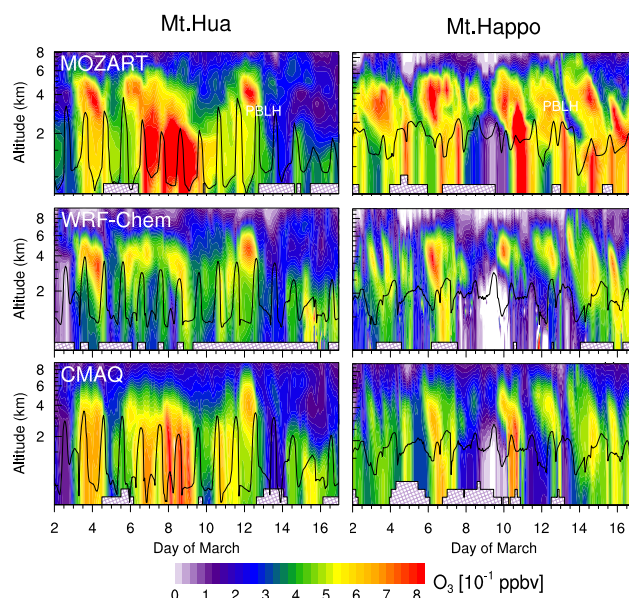 Mt.Hua Mt.Happo
8
6
4
2
Altitude (km)
MOZART
PBLH
PBLH
8
6
4
2
Altitude (km)
WRF-Chem
8
6
4
2
Altitude (km)
CMAQ
2 4 6 8 10 12 14 16 2 4 6 8 10 12 14 16
Day of March Day of March
0 1 2 3 4 5 6 7 8
O₃ [10⁻¹ ppbv]